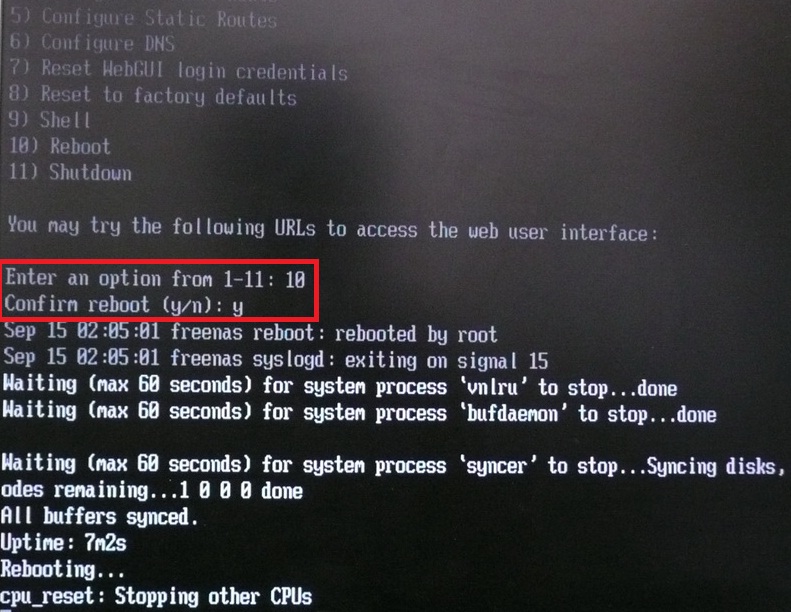 5) Configure Static Routes
6) Configure DNS
7) Reset WebGUI login credentials
8) Reset to factory defaults
9) Shell
10) Reboot
11) Shutdown
You may try the following URLs to access the web user interface:
Enter an option from 1-11: 10
Confirm reboot (y/n): y
Sep 15 02:05:01 freenas reboot: rebooted by root
Sep 15 02:05:01 freenas syslogd: exiting on signal 15
Waiting (max 60 seconds) for system process `vnlru' to stop...done
Waiting (max 60 seconds) for system process `bufdaemon' to stop...done
Waiting (max 60 seconds) for system process `syncer' to stop...Syncing disks,
odes remaining...1 0 0 0 done
All buffers synced.
Uptime: 7m2s
Rebooting...
cpu_reset: Stopping other CPUs